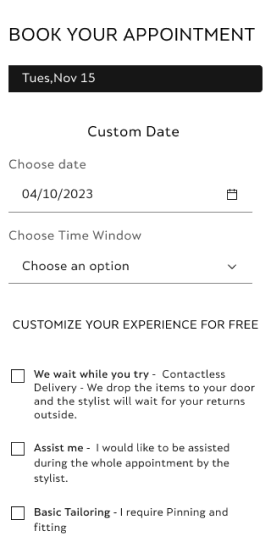 BOOK YOUR APPOINTMENT
Tues,Nov 15
Custom Date
Choose date
04/10/2023
Choose Time Window
Choose an option
CUSTOMIZE YOUR EXPERIENCE FOR FREE
We wait while you try - Contactless
Delivery - We drop the items to your door
and the stylist will wait for your returns
outside.
Assist me - I would like to be assisted
during the whole appointment by the
stylist.
Basic Tailoring - I require Pinning and
fitting